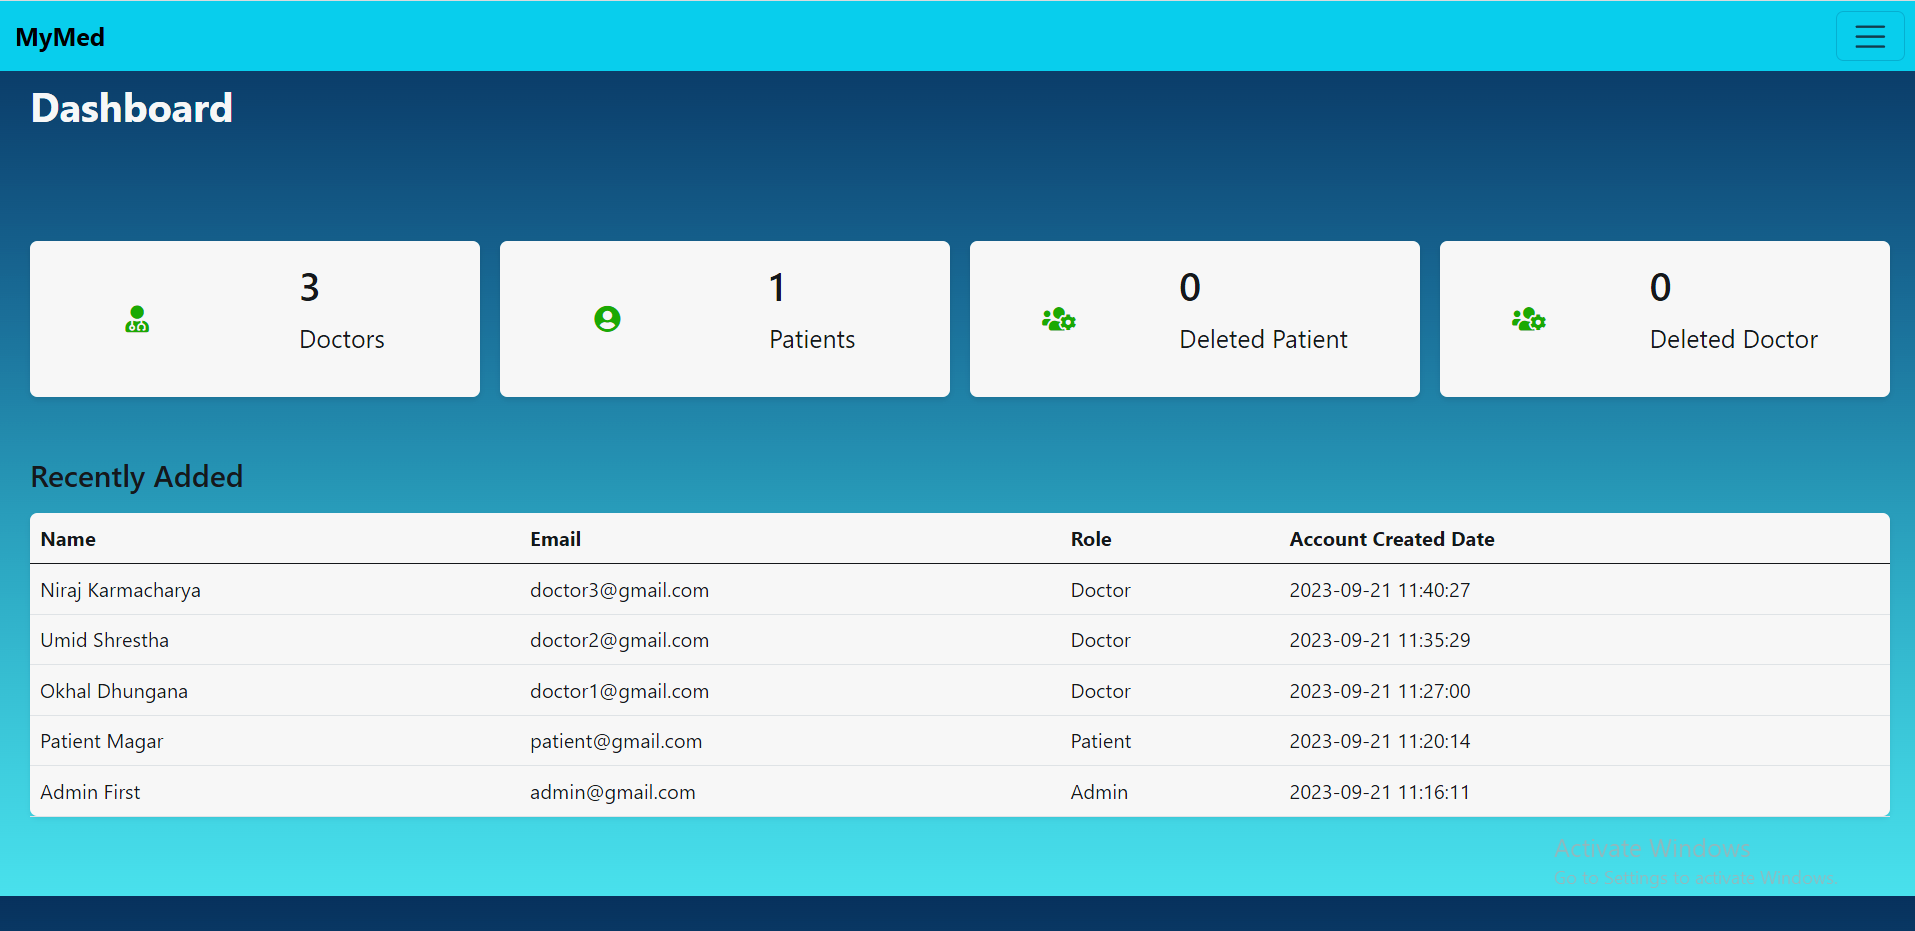 MyMed
Dashboard
3
Doctors
1
Patients
0
Deleted Patient
0
Deleted Doctor
Recently Added
Name Email Role Account Created Date
Niraj Karmacharya doctor3@gmail.com Doctor 2023-09-21 11:40:27
Umid Shrestha doctor2@gmail.com Doctor 2023-09-21 11:35:29
Okhal Dhungana doctor1@gmail.com Doctor 2023-09-21 11:27:00
Patient Magar patient@gmail.com Patient 2023-09-21 11:20:14
Admin First admin@gmail.com Admin 2023-09-21 11:16:11
Activate Windows
Go to Settings to activate Windows.